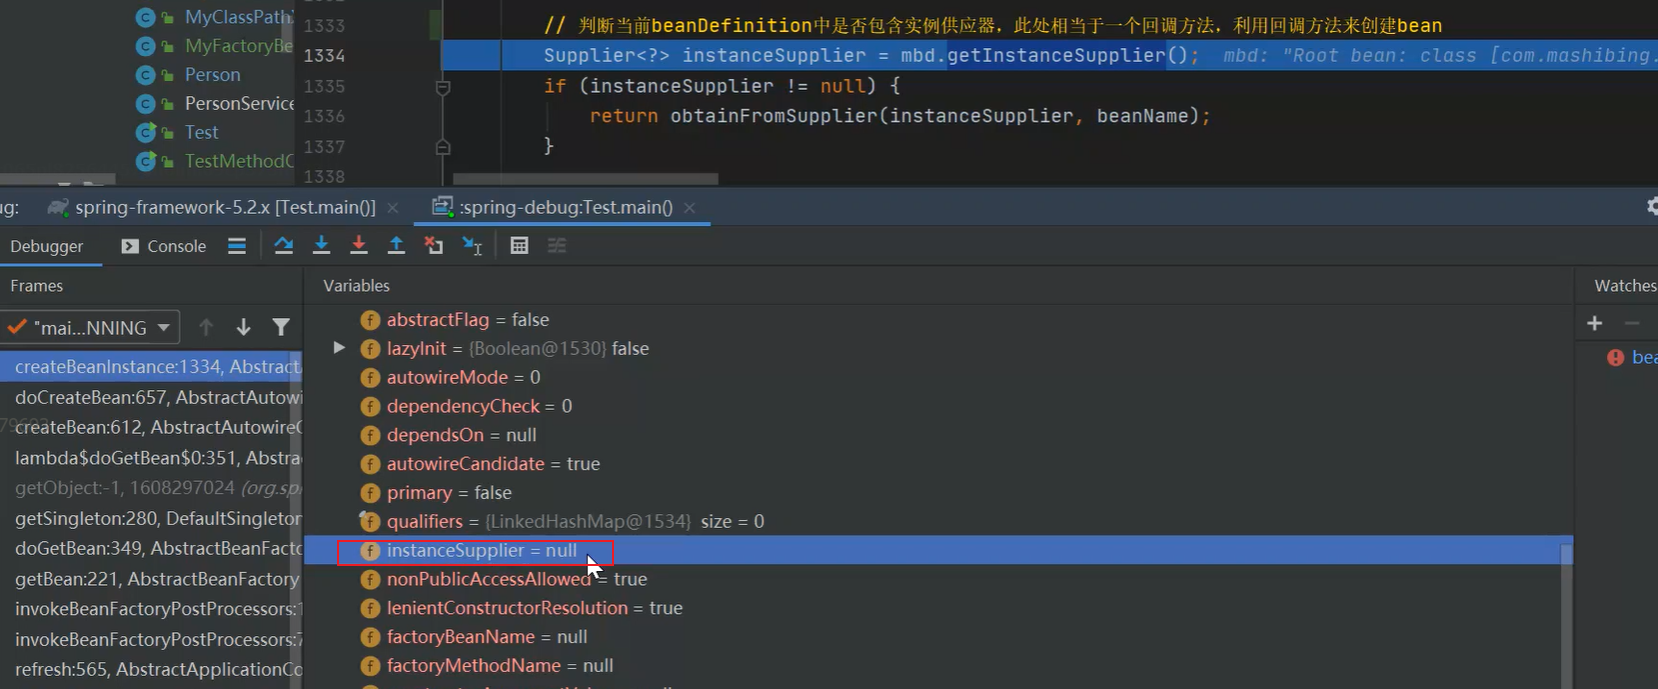 MyClassPath
MyFactoryBe
Person
PersonService
Test
TestMethodC
1333 // 判断当前beanDefinition中是否包含实例供应器，此处相当于一个回调方法，利用回调方法来创建bean
1334 Supplier<?> instanceSupplier = mbd.getInstanceSupplier(); mbd: "Root bean: class [com.mashibing.
1335 if (instanceSupplier != null) {
1336 return obtainFromSupplier(instanceSupplier, beanName);
1337 }
1338
ug: spring-framework-5.2.x [Test.main()] × :spring-debug:Test.main() ×
Debugger Console
Frames Variables Watches
"mai...NNING
createBeanInstance:1334, Abstract
doCreateBean:657, AbstractAutowi
createBean:612, AbstractAutowireC
lambda$doGetBean$0:351, Abstra
getObject:-1, 1608297024 (org.sp
getSingleton:280, DefaultSingleton
doGetBean:349, AbstractBeanFacto
getBean:221, AbstractBeanFactory
invokeBeanFactoryPostProcessors:1
invokeBeanFactoryPostProcessors:7
refresh:565, AbstractApplicationCo
abstractFlag = false
lazyInit = {Boolean@1530} false
autowireMode = 0
dependencyCheck = 0
dependsOn = null
autowireCandidate = true
primary = false
qualifiers = {LinkedHashMap@1534} size = 0
instanceSupplier = null
nonPublicAccessAllowed = true
lenientConstructorResolution = true
factoryBeanName = null
factoryMethodName = null
bea